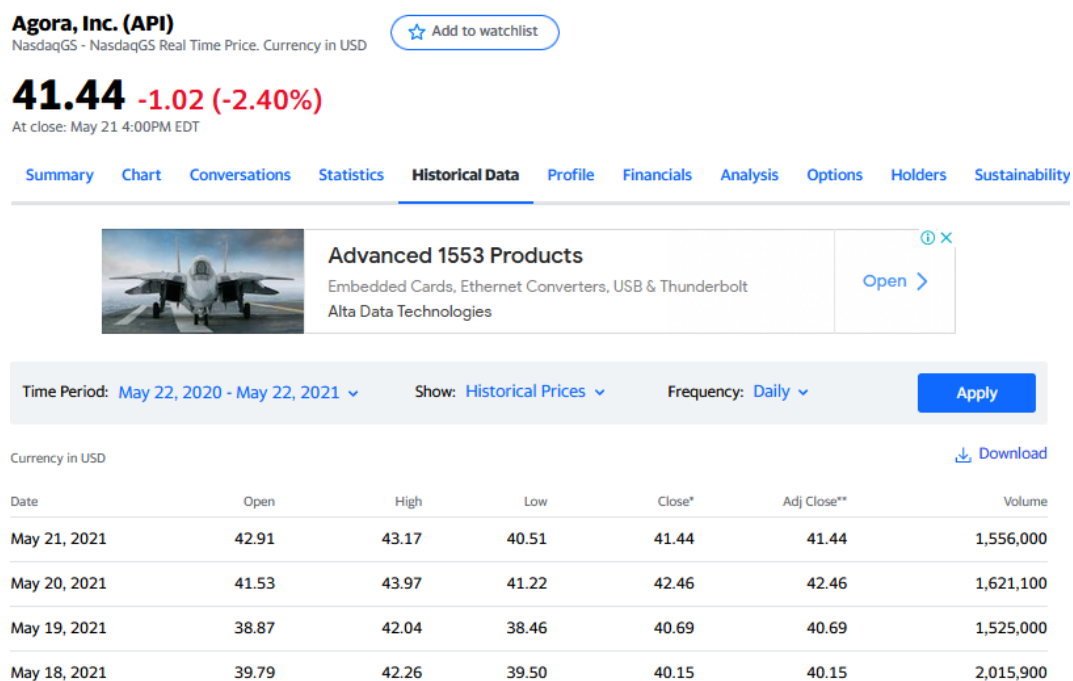 Agora, Inc. (API)
NasdaqGS - NasdaqGS Real Time Price. Currency in USD
Add to watchlist
41.44 -1.02 (-2.40%)
At close: May 21 4:00PM EDT
Summary Chart Conversations Statistics Historical Data Profile Financials Analysis Options Holders Sustainability
Advanced 1553 Products
Embedded Cards, Ethernet Converters, USB & Thunderbolt
Alta Data Technologies
Open
Time Period: May 22, 2020 - May 22, 2021 Show: Historical Prices Frequency: Daily Apply
Currency in USD Download
Date Open High Low Close* Adj Close** Volume
May 21, 2021 42.91 43.17 40.51 41.44 41.44 1,556,000
May 20, 2021 41.53 43.97 41.22 42.46 42.46 1,621,100
May 19, 2021 38.87 42.04 38.46 40.69 40.69 1,525,000
May 18, 2021 39.79 42.26 39.50 40.15 40.15 2,015,900